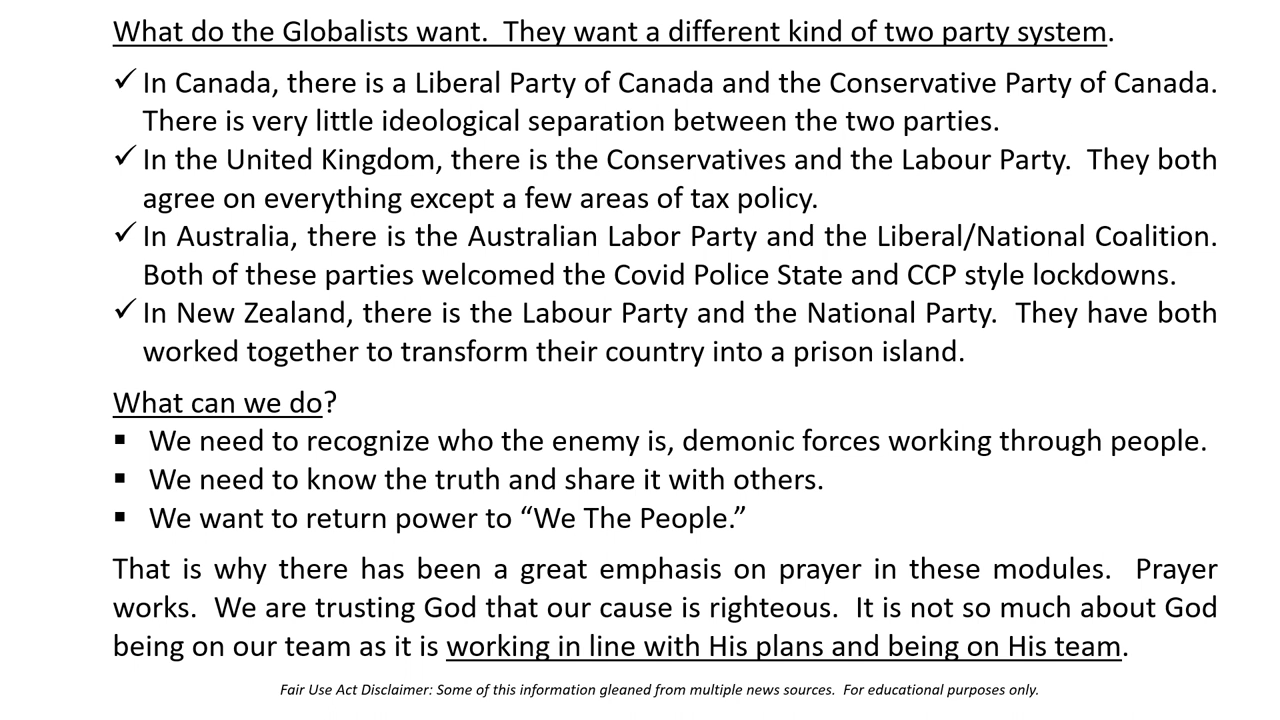 What do the Globalists want.  They want a different kind of two party system.
✓ In Canada, there is a Liberal Party of Canada and the Conservative Party of Canada.
There is very little ideological separation between the two parties.
✓ In the United Kingdom, there is the Conservatives and the Labour Party.  They both
agree on everything except a few areas of tax policy.
✓ In Australia, there is the Australian Labor Party and the Liberal/National Coalition.
Both of these parties welcomed the Covid Police State and CCP style lockdowns.
✓ In New Zealand, there is the Labour Party and the National Party.  They have both
worked together to transform their country into a prison island.
What can we do?
▪ We need to recognize who the enemy is, demonic forces working through people.
▪ We need to know the truth and share it with others.
▪ We want to return power to “We The People.”
That is why there has been a great emphasis on prayer in these modules.  Prayer
works.  We are trusting God that our cause is righteous.  It is not so much about God
being on our team as it is working in line with His plans and being on His team.
Fair Use Act Disclaimer: Some of this information gleaned from multiple news sources.  For educational purposes only.